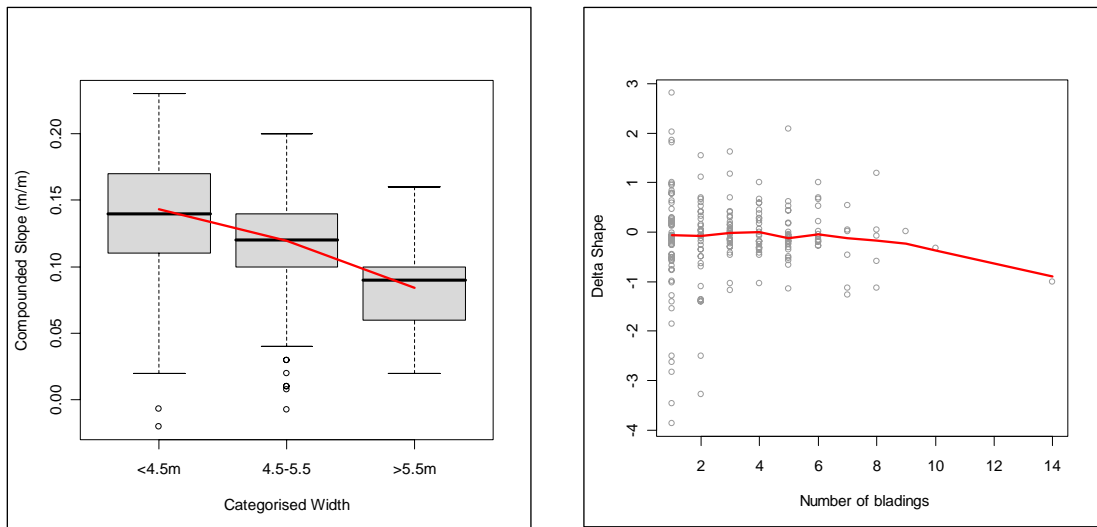 Compounded Slope (m/m)
0.20
0.15
0.10
0.05
0.00
<4.5m 4.5-5.5 >5.5m
Categorised Width
Delta Shape
3
2
1
0
-1
-2
-3
-4
2 4 6 8 10 12 14
Number of bladings